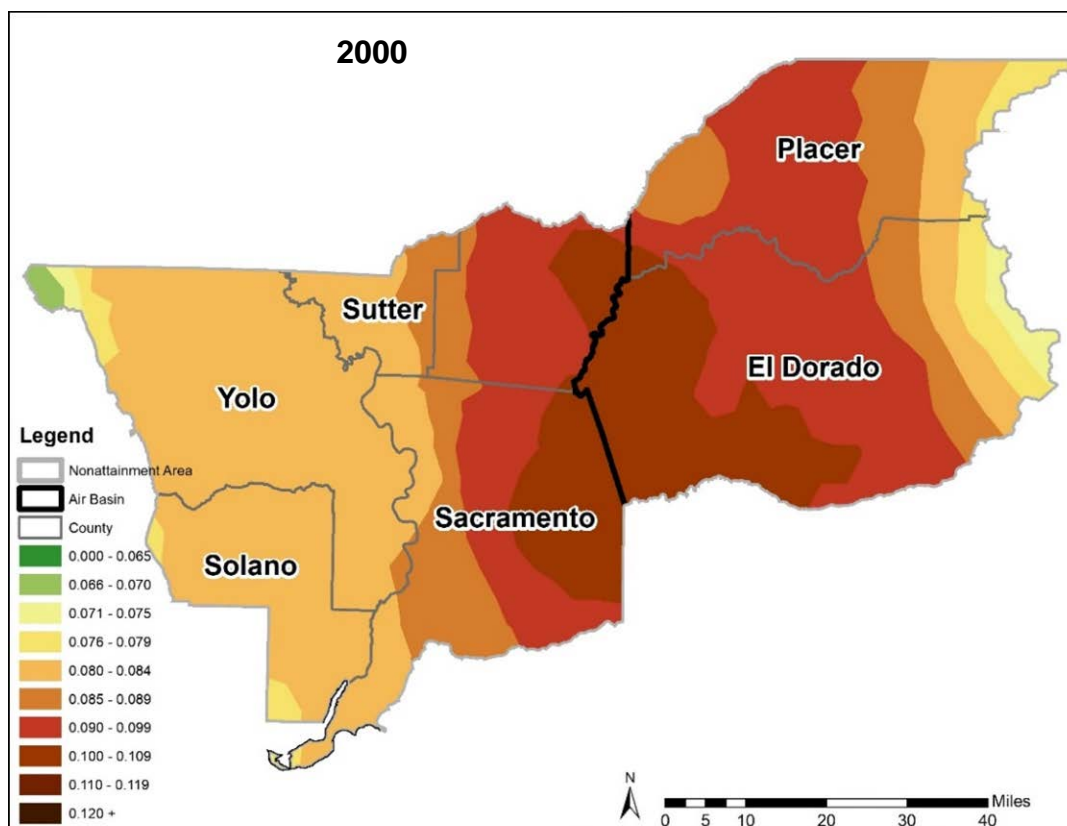 2000
Placer
Sutter
El Dorado
Yolo
Sacramento
Solano
Legend
Nonattainment Area
Air Basin
County
0.000 - 0.065
0.066 - 0.070
0.071 - 0.075
0.076 - 0.079
0.080 - 0.084
0.085 - 0.089
0.090 - 0.099
0.100 - 0.109
0.110 - 0.119
0.120 +
N
Miles
0 5 10 20 30 40